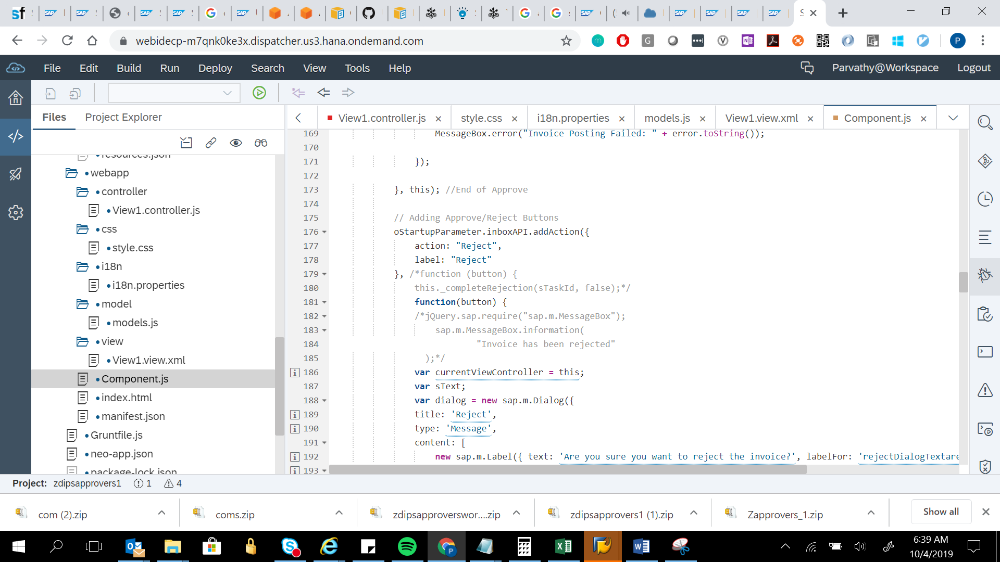 webidecp-m7qnk0ke3x.dispatcher.us3.hana.ondemand.com
File Edit Build Run Deploy Search View Tools Help
Parvathy@Workspace Logout
Files Project Explorer
View1.controller.js
style.css
i18n.properties
models.js
View1.view.xml
Component.js
resources.json
webapp
controller
View1.controller.js
css
style.css
i18n
i18n.properties
model
models.js
view
View1.view.xml
Component.js
index.html
manifest.json
Gruntfile.js
neo-app.json
package-lock.json
169 MessageBox.error("Invoice Posting Failed: " + error.toString());
170
171 });
172
173 }, this); //End of Approve
174
175 // Adding Approve/Reject Buttons
176 oStartupParameter.inboxAPI.addAction({
177 action: "Reject",
178 label: "Reject"
179 }, /*function (button) {
180 this._completeRejection(sTaskId, false);*/
181 function(button) {
182 /*jQuery.sap.require("sap.m.MessageBox");
183 sap.m.MessageBox.information(
184 "Invoice has been rejected"
185 );*/
186 var currentViewController = this;
187 var sText;
188 var dialog = new sap.m.Dialog({
189 title: 'Reject',
190 type: 'Message',
191 content: [
192 new sap.m.Label({ text: 'Are you sure you want to reject the invoice?', labelFor: 'rejectDialogTextare
193
Project: zdipsapprovers1 1 4
com (2).zip
coms.zip
zdipsapproverswor....zip
zdipsapprovers1 (1).zip
Zapprovers_1.zip
Show all
6:39 AM
10/4/2019